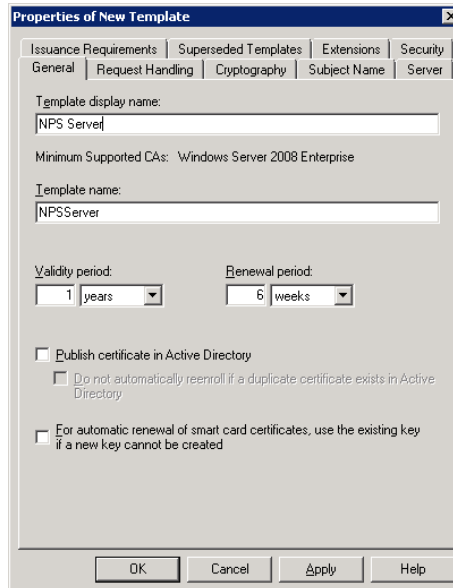 Properties of New Template
Issuance Requirements Superseded Templates Extensions Security
General Request Handling Cryptography Subject Name Server
Template display name:
NPS Server
Minimum Supported CAs: Windows Server 2008 Enterprise
Template name:
NPSServer
Validity period: Renewal period:
1 years 6 weeks
Publish certificate in Active Directory
Do not automatically reenroll if a duplicate certificate exists in Active
Directory
For automatic renewal of smart card certificates, use the existing key
if a new key cannot be created
OK Cancel Apply Help